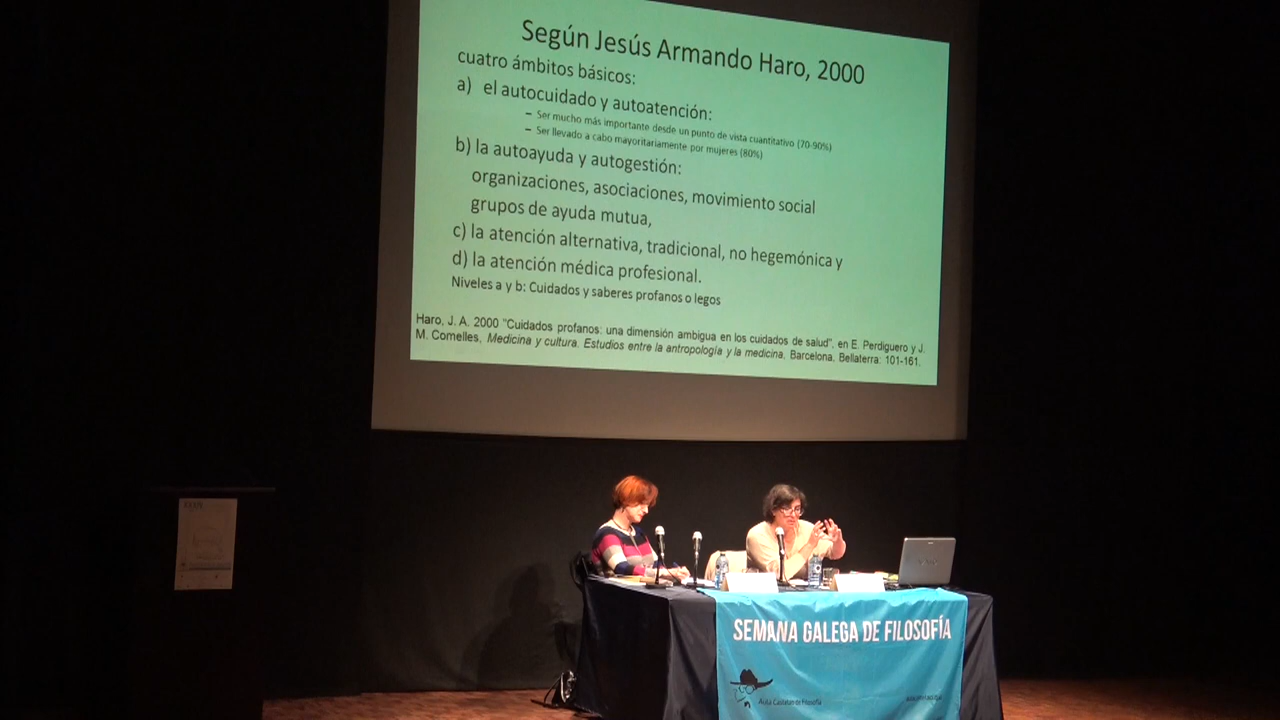 Según Jesús Armando Haro, 2000
cuatro ámbitos básicos:
a) el autocuidado y autoatención:
– Ser mucho más importante desde un punto de vista cuantitativo (70-90%)
– Ser llevado a cabo mayoritariamente por mujeres (80%)
b) la autoayuda y autogestión:
organizaciones, asociaciones, movimiento social
grupos de ayuda mutua,
c) la atención alternativa, tradicional, no hegemónica y
d) la atención médica profesional.
Niveles a y b: Cuidados y saberes profanos o legos
Haro, J. A. 2000 "Cuidados profanos: una dimensión ambigua en los cuidados de salud", en E. Perdiguero y J.
M. Comelles, Medicina y cultura. Estudios entre la antropología y la medicina, Barcelona, Bellaterra: 101-161.
SEMANA GALEGA DE FILOSOFÍA
Aula Castelao de Filosofía